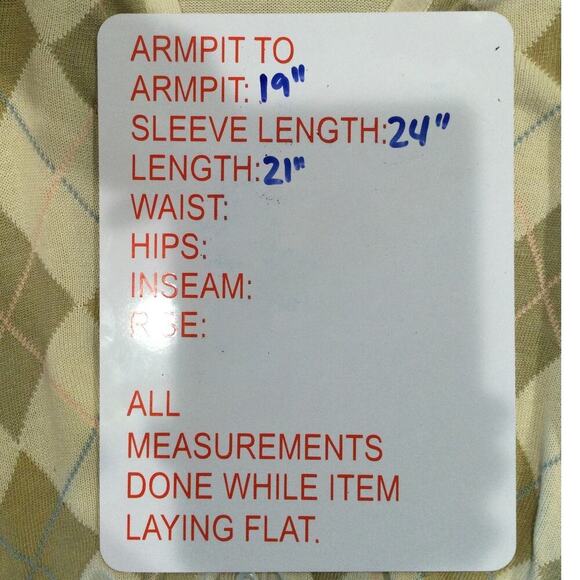 ARMPIT TO
ARMPIT: 19"
SLEEVE LENGTH: 24"
LENGTH: 21"
WAIST:
HIPS:
INSEAM:
RISE:
ALL
MEASUREMENTS
DONE WHILE ITEM
LAYING FLAT.